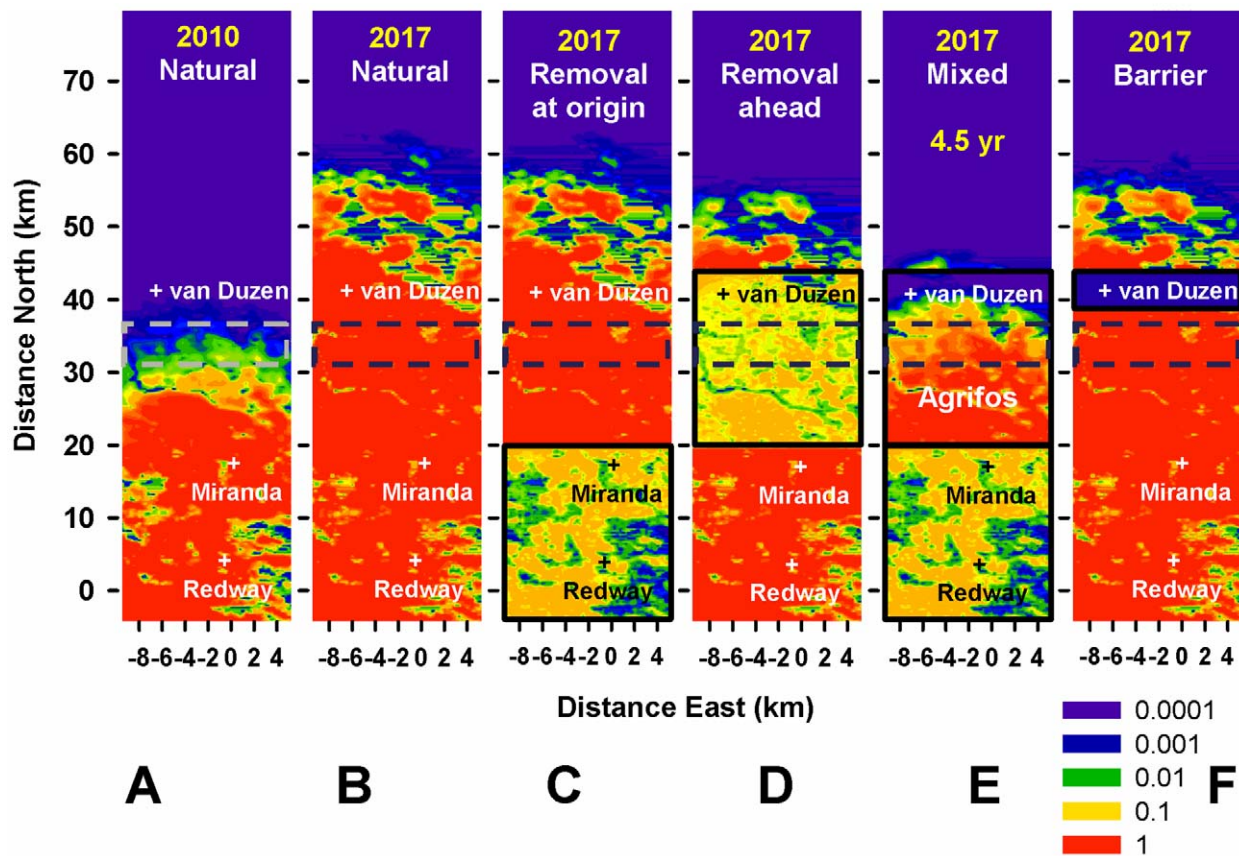 2010
Natural
2017
Natural
2017
Removal
at origin
2017
Removal
ahead
2017
Mixed
4.5 yr
2017
Barrier
Distance North (km)
70
60
50
40
30
20
10
0
+ van Duzen
+ van Duzen
+ van Duzen
+ van Duzen
+ van Duzen
+ van Duzen
Agrifos
+
Miranda
+
Miranda
+
Miranda
+
Miranda
+
Miranda
+
Miranda
+
Redway
+
Redway
+
Redway
+
Redway
+
Redway
+
Redway
-8-6-4-2 0 2 4
-8-6-4-2 0 2 4
-8-6-4-2 0 2 4
-8-6-4-2 0 2 4
-8-6-4-2 0 2 4
-8-6-4-2 0 2 4
Distance East (km)
0.0001
0.001
0.01
0.1
1
A B C D E F